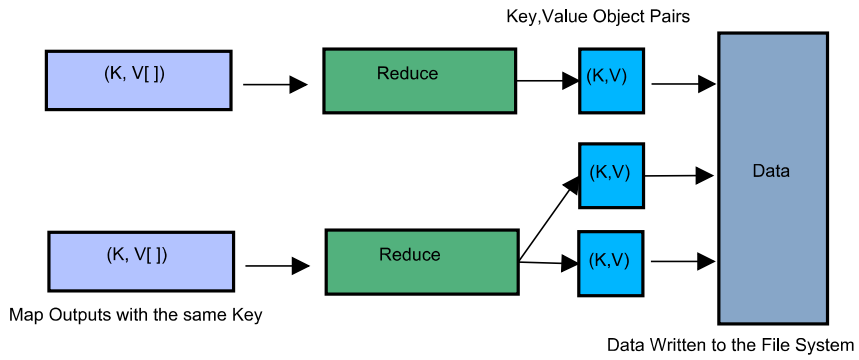 Key,Value Object Pairs
(K, V[ ])
Reduce
(K,V)
(K,V)
Data
(K, V[ ])
Reduce
(K,V)
Map Outputs with the same Key
Data Written to the File System